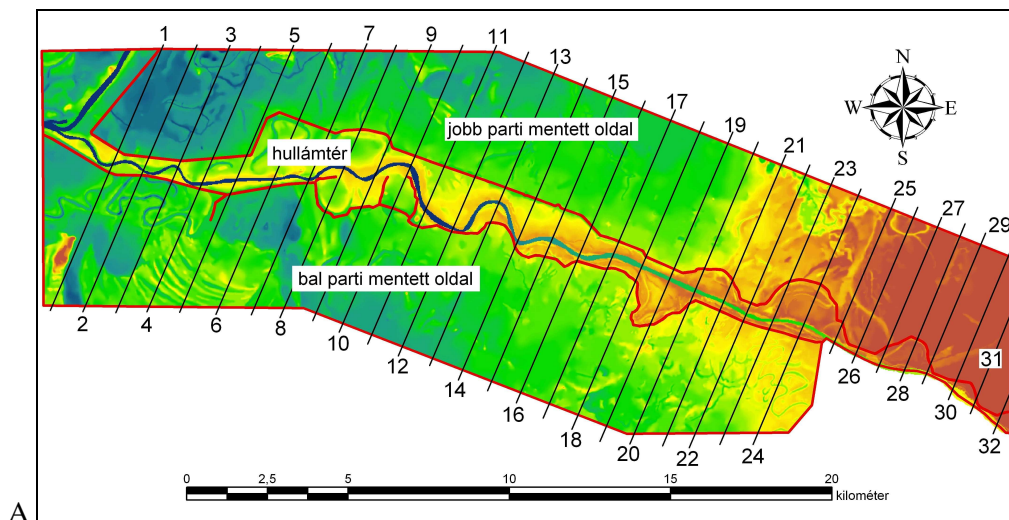 1 3 5 7 9 11 13 15 17 19 21 23 25 27 29 31
N
W E
S
jobb parti mentett oldal
hullámtér
bal parti mentett oldal
2 4 6 8 10 12 14 16 18 20 22 24 26 28 30 32
0 2,5 5 10 15 20 kilométer
A